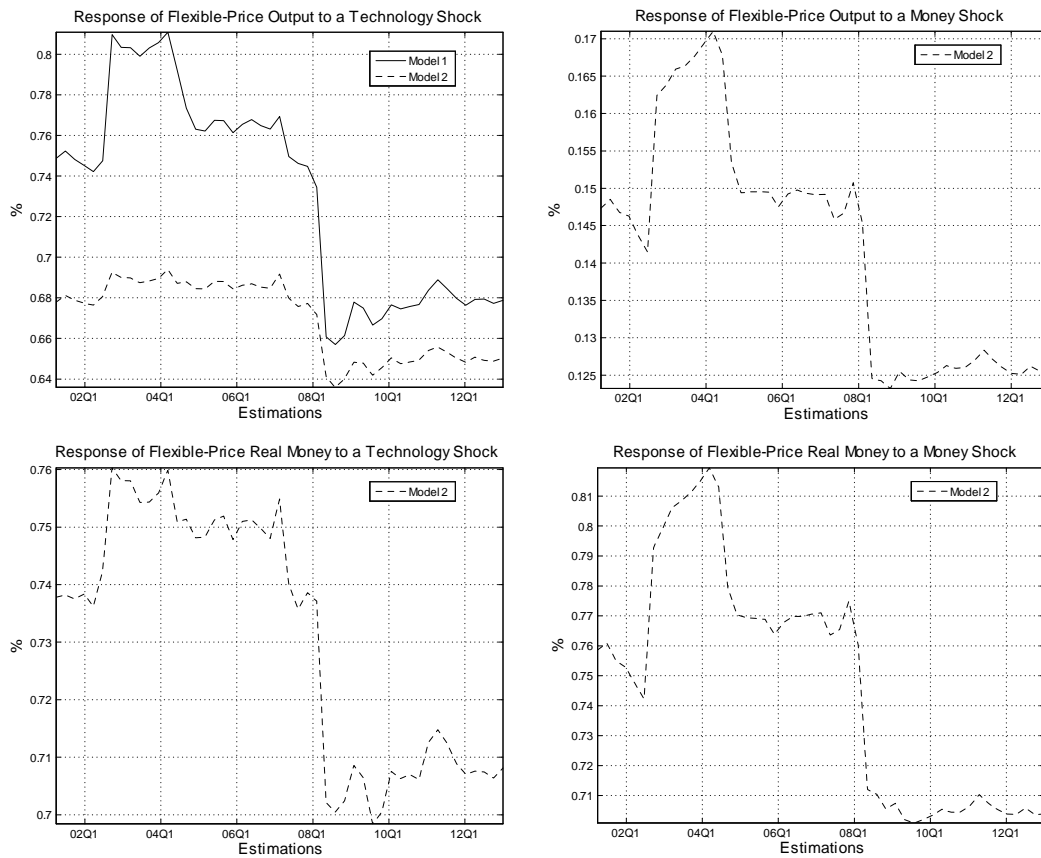 Response of Flexible-Price Output to a Technology Shock
0.8
0.78
0.76
0.74
0.72
0.7
0.68
0.66
0.64
%
Model 1
Model 2
02Q1 04Q1 06Q1 08Q1 10Q1 12Q1
Estimations
Response of Flexible-Price Output to a Money Shock
0.17
0.165
0.16
0.155
0.15
0.145
0.14
0.135
0.13
0.125
%
Model 2
02Q1 04Q1 06Q1 08Q1 10Q1 12Q1
Estimations
Response of Flexible-Price Real Money to a Technology Shock
0.76
0.75
0.74
0.73
0.72
0.71
0.7
%
Model 2
02Q1 04Q1 06Q1 08Q1 10Q1 12Q1
Estimations
Response of Flexible-Price Real Money to a Money Shock
0.81
0.8
0.79
0.78
0.77
0.76
0.75
0.74
0.73
0.72
0.71
%
Model 2
02Q1 04Q1 06Q1 08Q1 10Q1 12Q1
Estimations